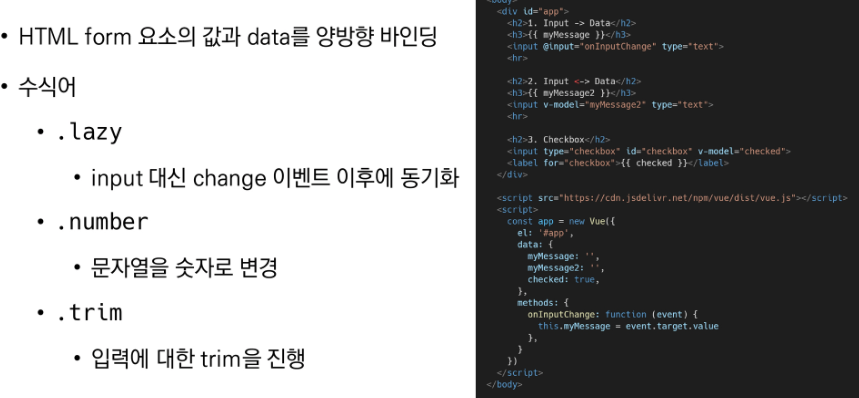 • HTML form 요소의 값과 data를 양방향 바인딩
• 수식어
• .lazy
• input 대신 change 이벤트 이후에 동기화
• .number
• 문자열을 숫자로 변경
• .trim
• 입력에 대한 trim을 진행
<body>
<div id="app">
<h2>1. Input -> Data</h2>
<h3>{{ myMessage }}</h3>
<input @input="onInputChange" type="text">
<hr>
<h2>2. Input <-> Data</h2>
<h3>{{ myMessage2 }}</h3>
<input v-model="myMessage2" type="text">
<hr>
<h2>3. Checkbox</h2>
<input type="checkbox" id="checkbox" v-model="checked">
<label for="checkbox">{{ checked }}</label>
</div>
<script src="https://cdn.jsdelivr.net/npm/vue/dist/vue.js"></script>
<script>
const app = new Vue({
el: '#app',
data: {
myMessage: '',
myMessage2: '',
checked: true,
},
methods: {
onInputChange: function (event) {
this.myMessage = event.target.value
},
}
})
</script>
</body>